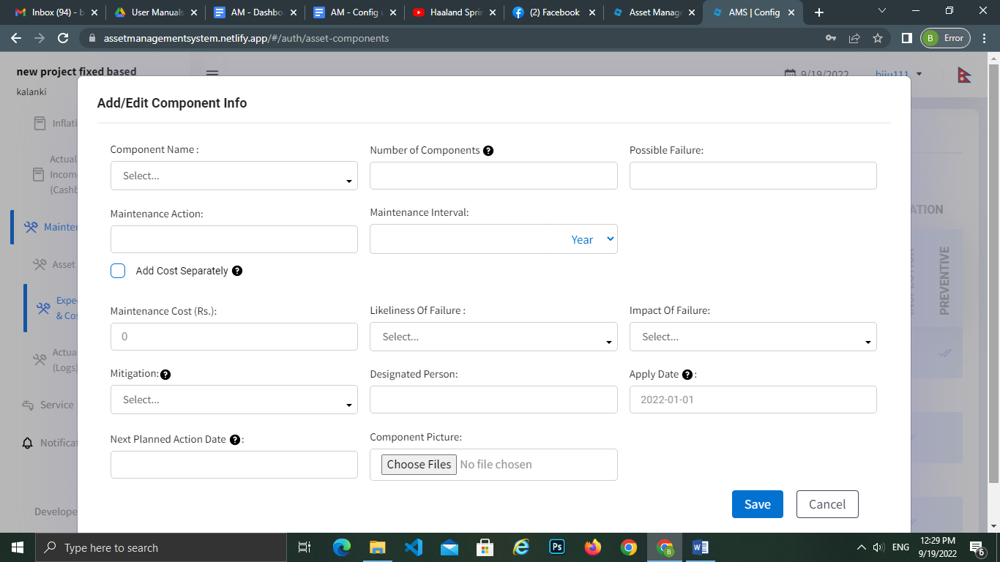 Inbox (94) - b
User Manuals
AM - Dashbo
AM - Config u
Haaland Sprin
(2) Facebook
Asset Manag
AMS | Config
assetmanagementsystem.netlify.app/#/auth/asset-components
B Error
new project fixed based
kalanki
9/19/2022
biju111
Inflati
Actual
Incom
(Cashb
Mainten
Asset
Expe
& Cos
Actua
(Logs)
Service
Notificat
Develope
Add/Edit Component Info
Component Name :
Select...
Number of Components ?
Possible Failure:
Maintenance Action:
Maintenance Interval:
Year
Add Cost Separately ?
Maintenance Cost (Rs.):
0
Likeliness Of Failure :
Select...
Impact Of Failure:
Select...
Mitigation: ?
Select...
Designated Person:
Apply Date ? :
2022-01-01
Next Planned Action Date ? :
Component Picture:
Choose Files No file chosen
Save
Cancel
ATION
PREVENTIVE
Type here to search
ENG
12:29 PM
9/19/2022
6